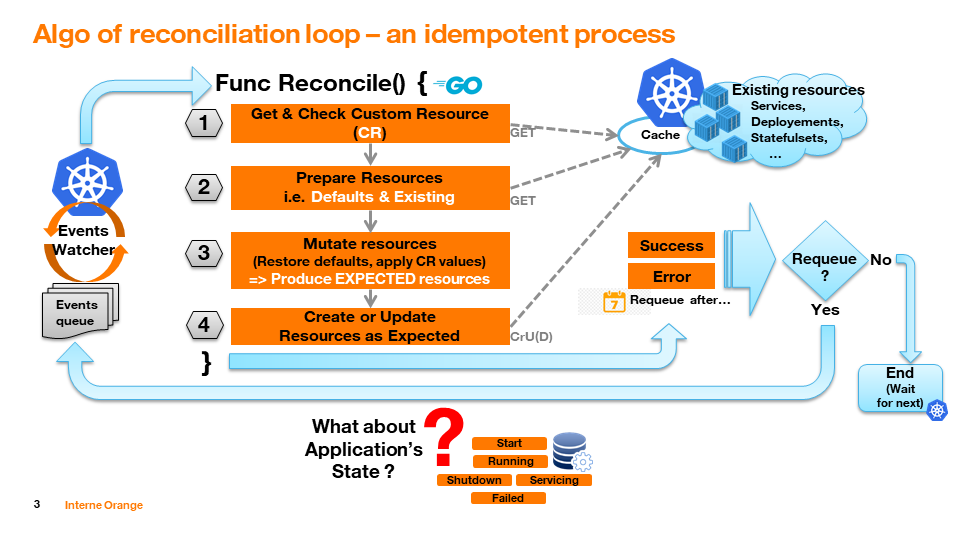 Algo of reconciliation loop – an idempotent process
Func Reconcile() {
GO
1
Get & Check Custom Resource
(CR)
GET
2
Prepare Resources
i.e. Defaults & Existing
GET
3
Mutate resources
(Restore defaults, apply CR values)
=> Produce EXPECTED resources
4
Create or Update
Resources as Expected
CrU(D)
}
Events
Watcher
Events
queue
Cache
Existing resources
Services,
Deployements,
Statefulsets,
…
Success
Error
7
Requeue after…
Requeue
?
No
Yes
End
(Wait
for next)
What about
Application’s
State ?
?
Start
Running
Shutdown
Servicing
Failed
3
Interne Orange